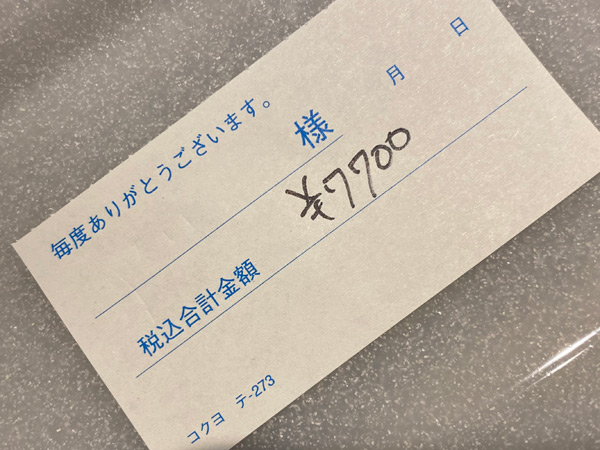 毎度ありがとうございます。
月 日
様
税込合計金額 ¥7700
コクヨ テ-273